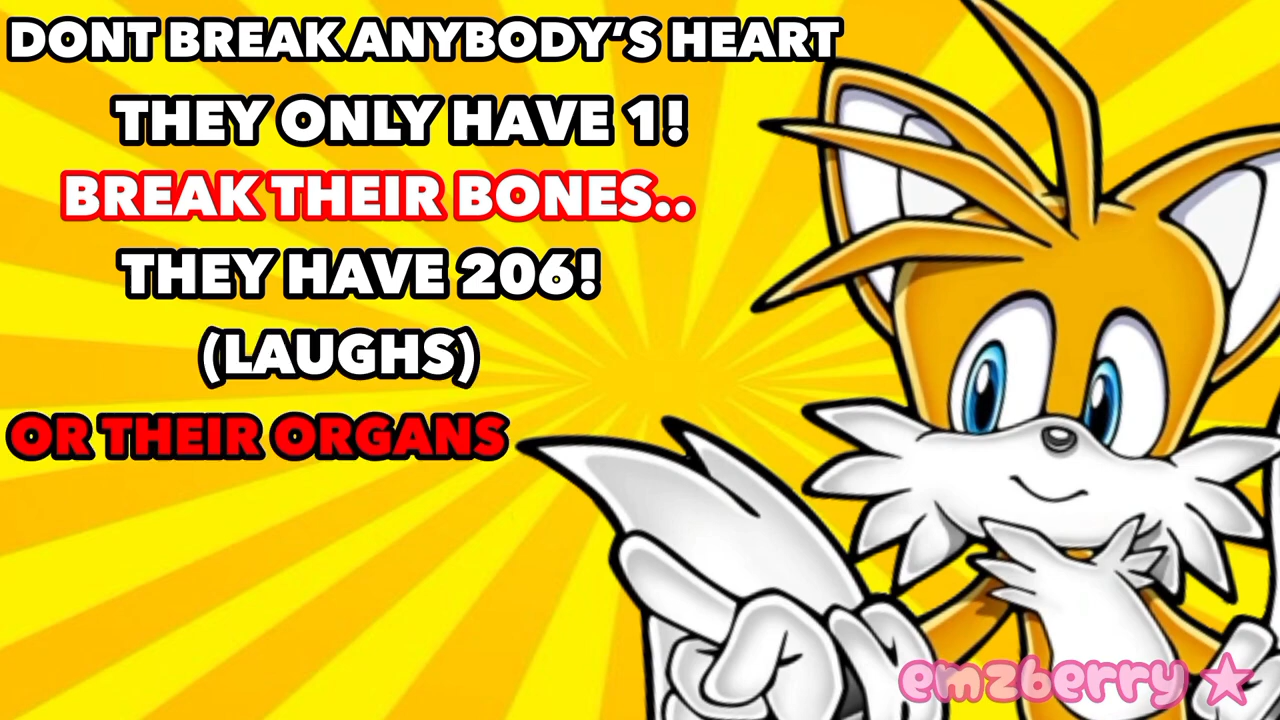 DONT BREAK ANYBODY'S HEART
THEY ONLY HAVE 1!
BREAK THEIR BONES..
THEY HAVE 206!
(LAUGHS)
OR THEIR ORGANS
emzberry ★